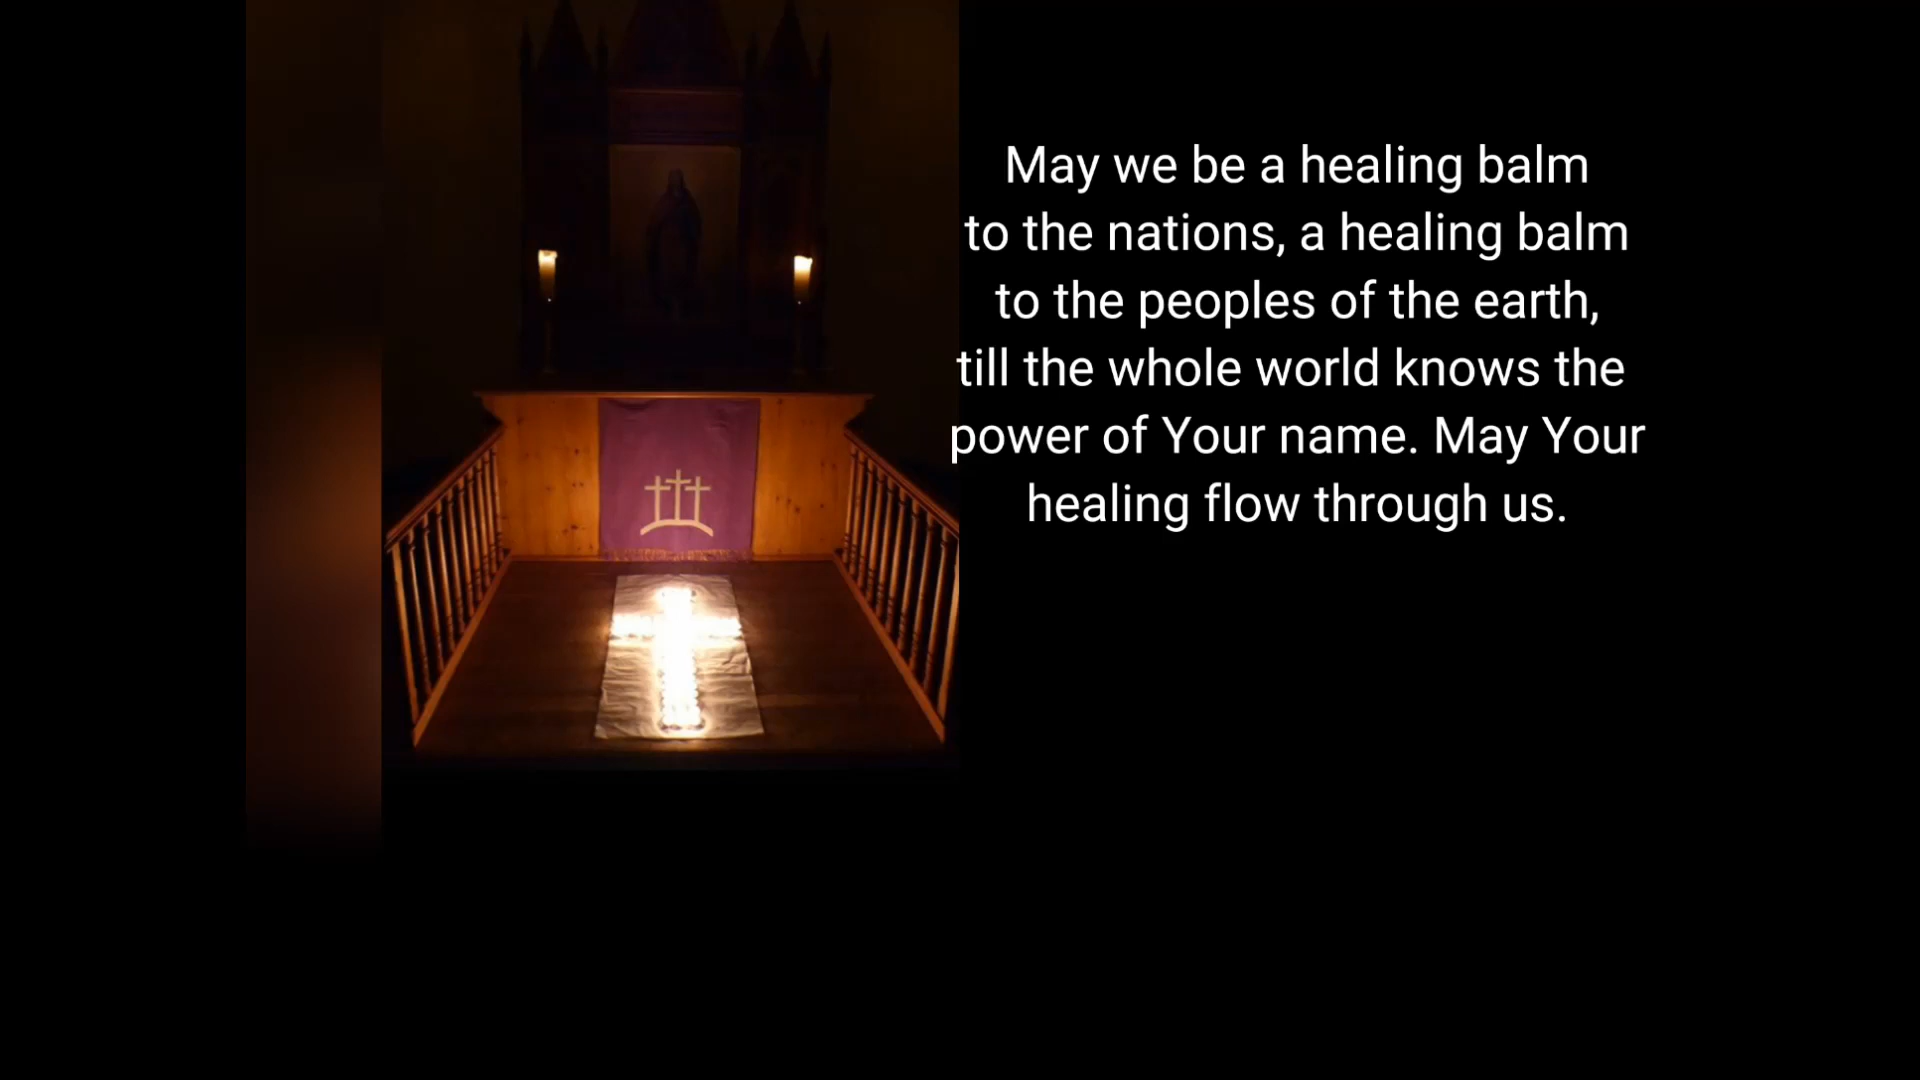 May we be a healing balm
to the nations, a healing balm
to the peoples of the earth,
till the whole world knows the
power of Your name. May Your
healing flow through us.